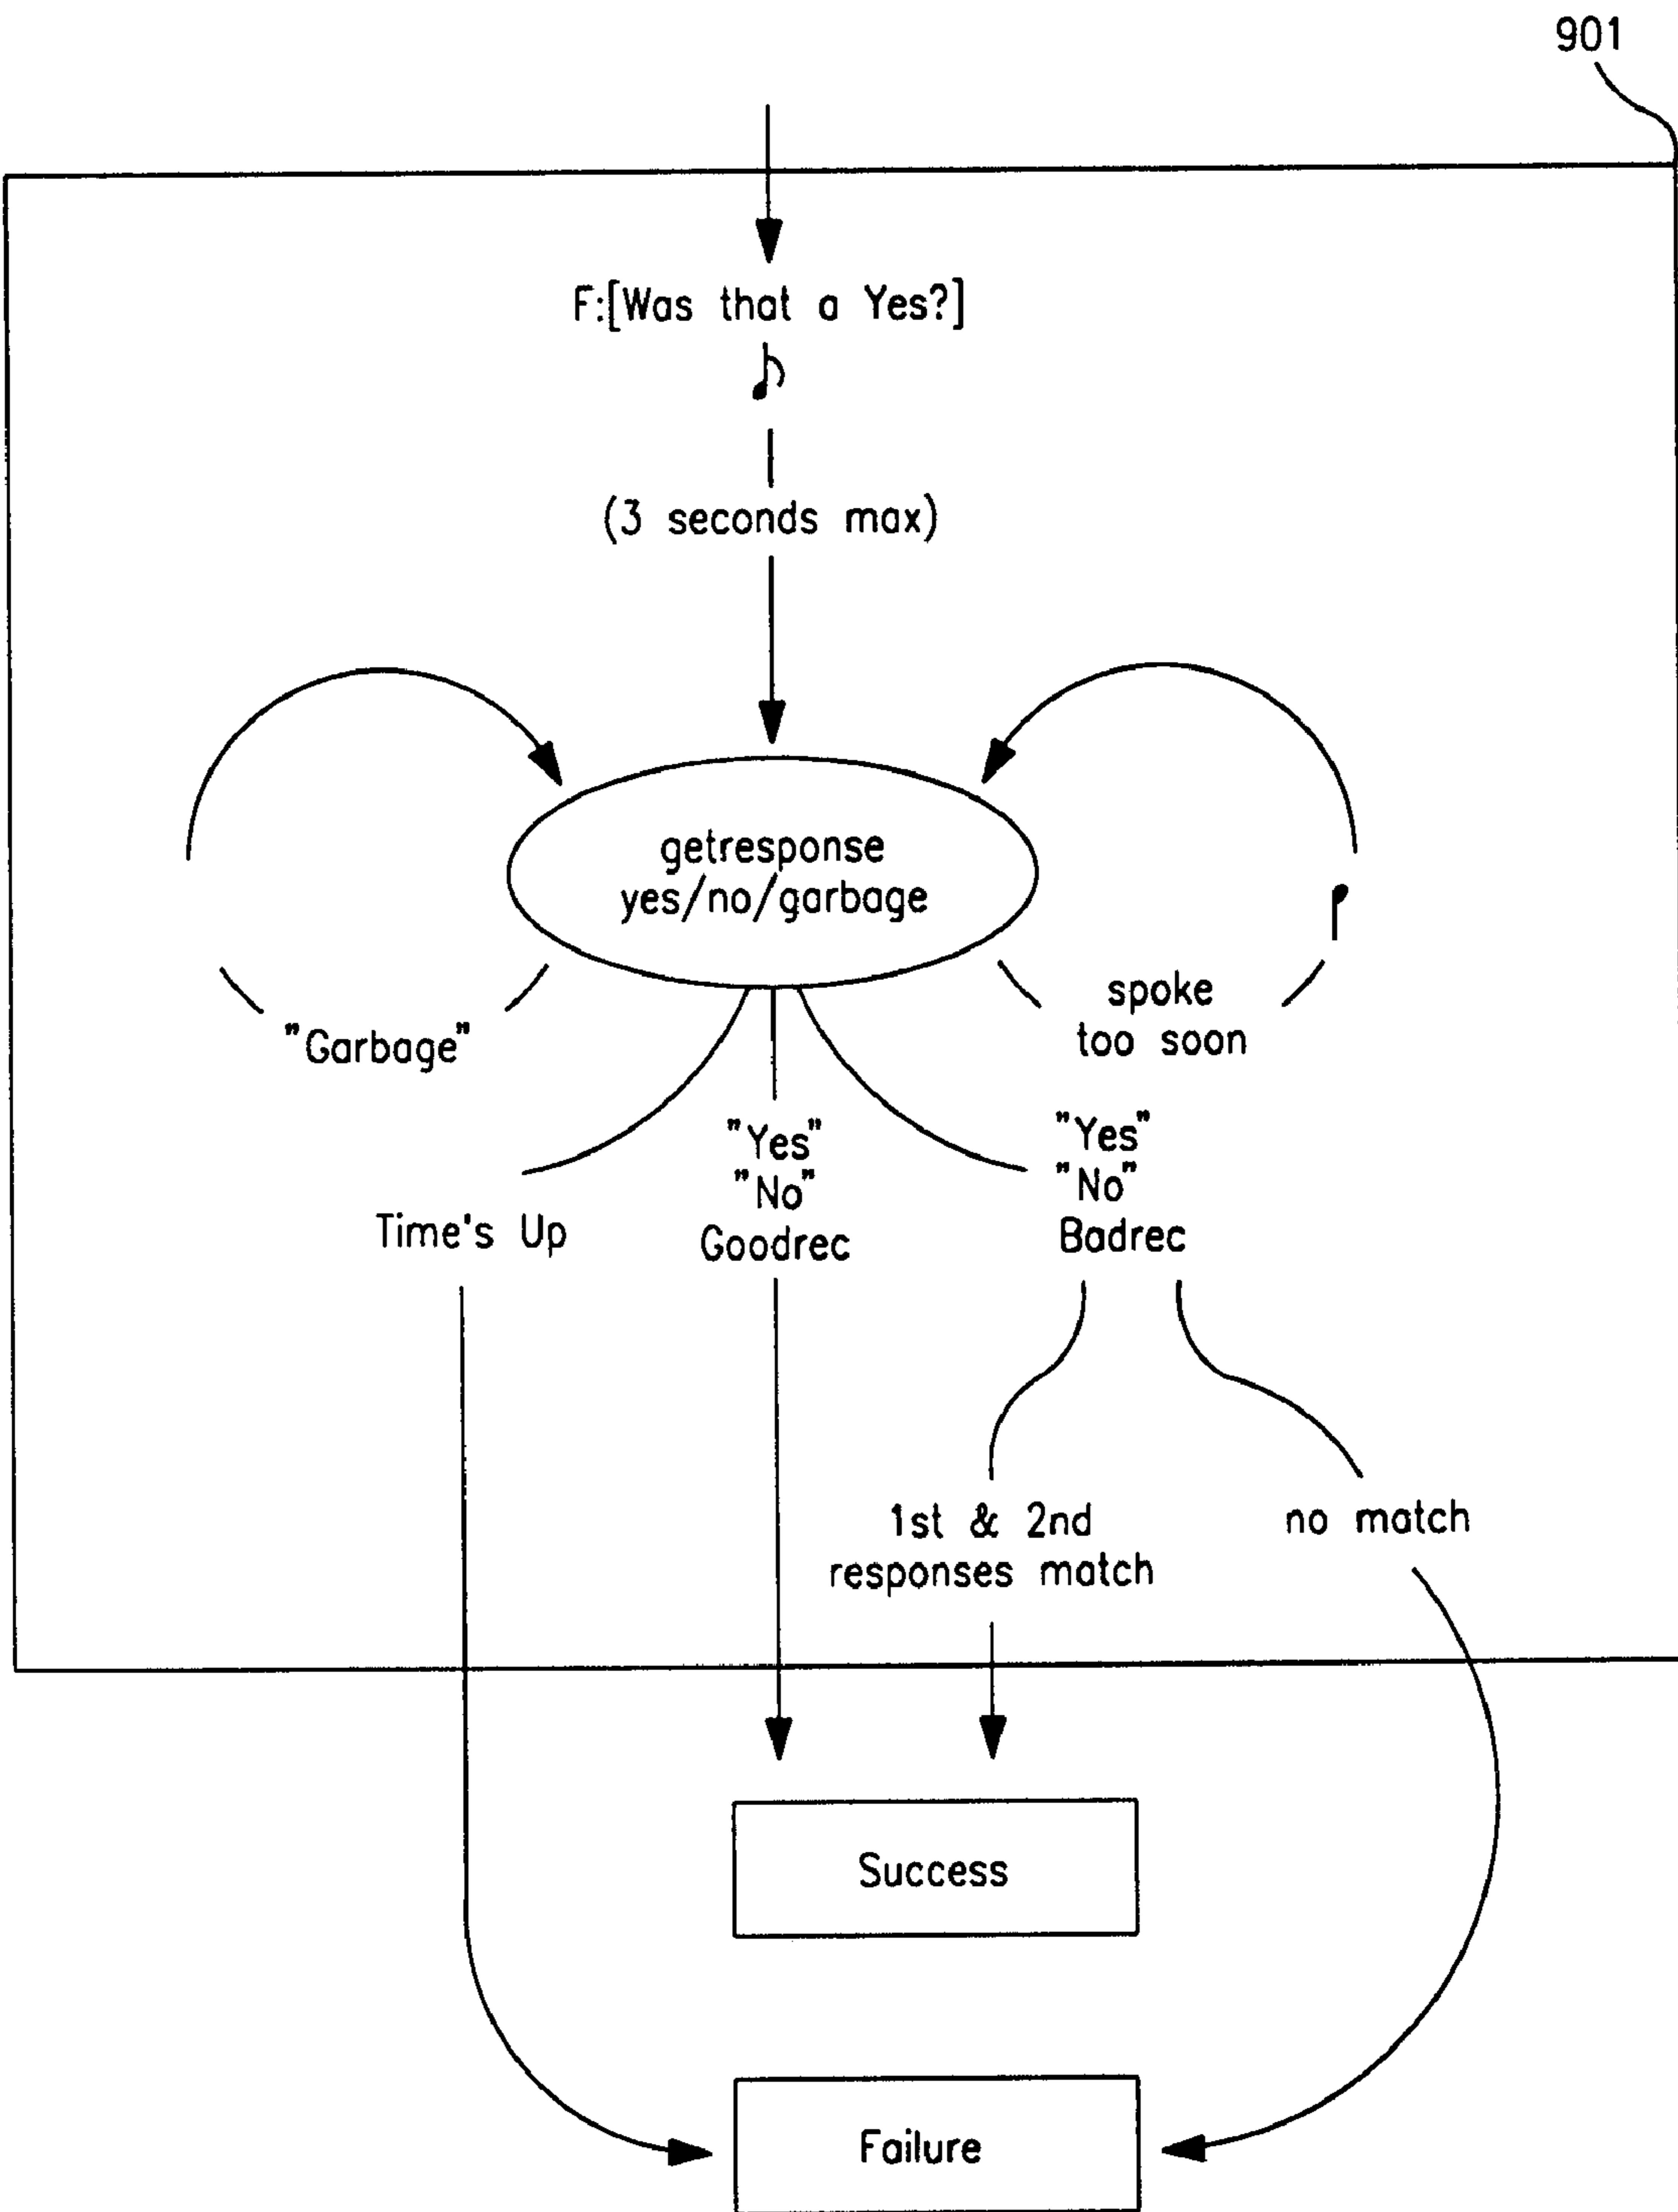 901
F:[Was that a Yes?]
(3 seconds max)
getresponse
yes/no/garbage
"Garbage"
spoke
too soon
Time's Up
"Yes"
"No"
Goodrec
"Yes"
"No"
Badrec
1st & 2nd
responses match
no match
Success
Failure